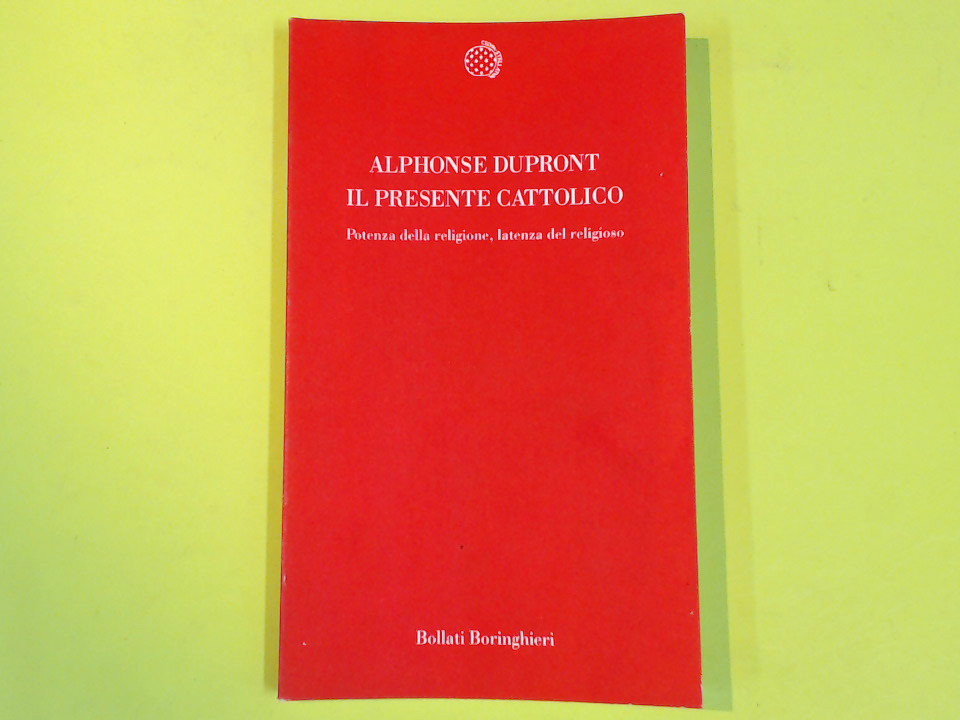 ALPHONSE DUPRONT
IL PRESENTE CATTOLICO
Potenza della religione, latenza del religioso
Bollati Boringhieri